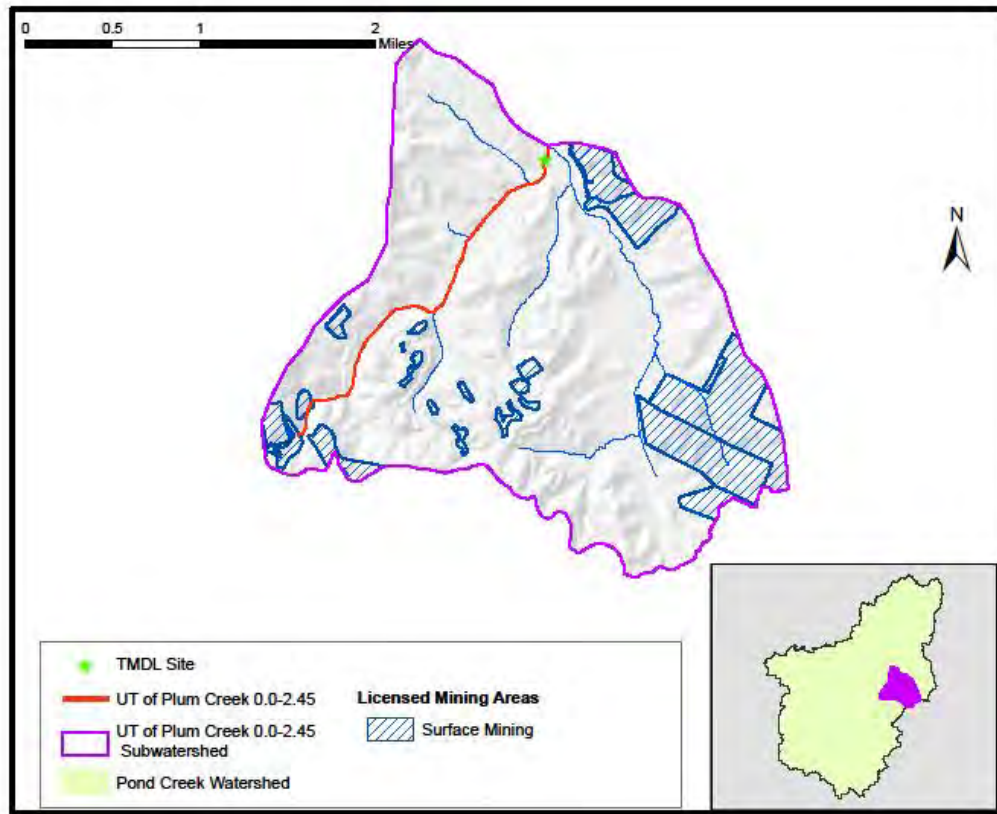 0 0.5 1 2
Miles
N
TMDL Site
UT of Plum Creek 0.0-2.45
UT of Plum Creek 0.0-2.45
Subwatershed
Pond Creek Watershed
Licensed Mining Areas
Surface Mining